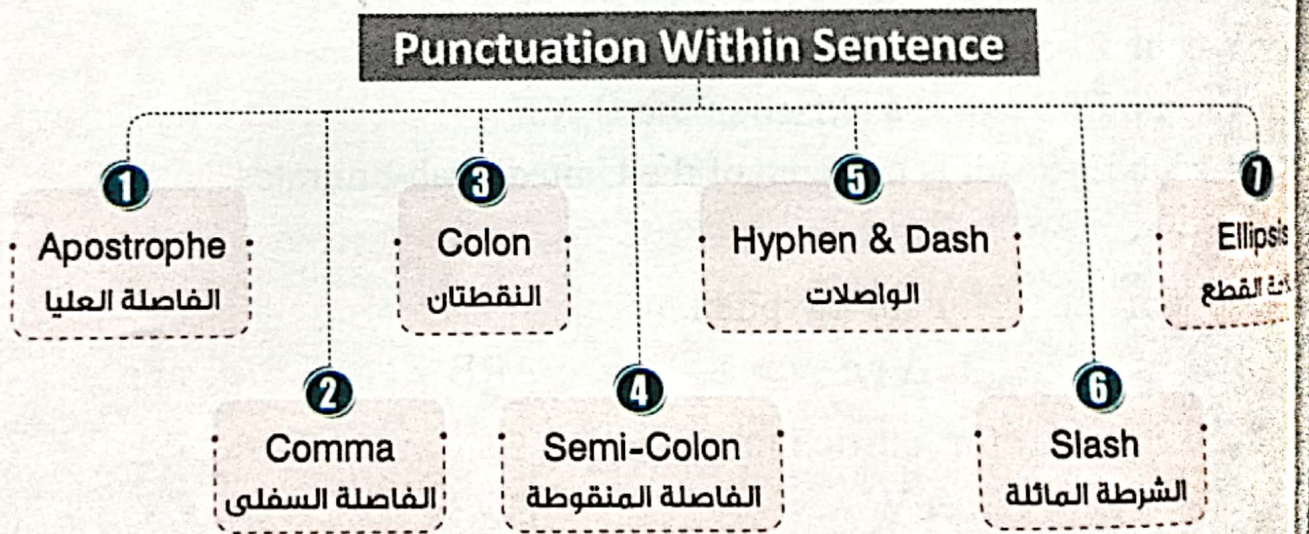 Punctuation Within Sentence
1
Apostrophe
الفاصلة العليا
2
Comma
الفاصلة السفلى
3
Colon
النقطتان
4
Semi-Colon
الفاصلة المنقوطة
5
Hyphen & Dash
الواصلات
6
Slash
الشرطة المائلة
7
Ellipsis
القطع